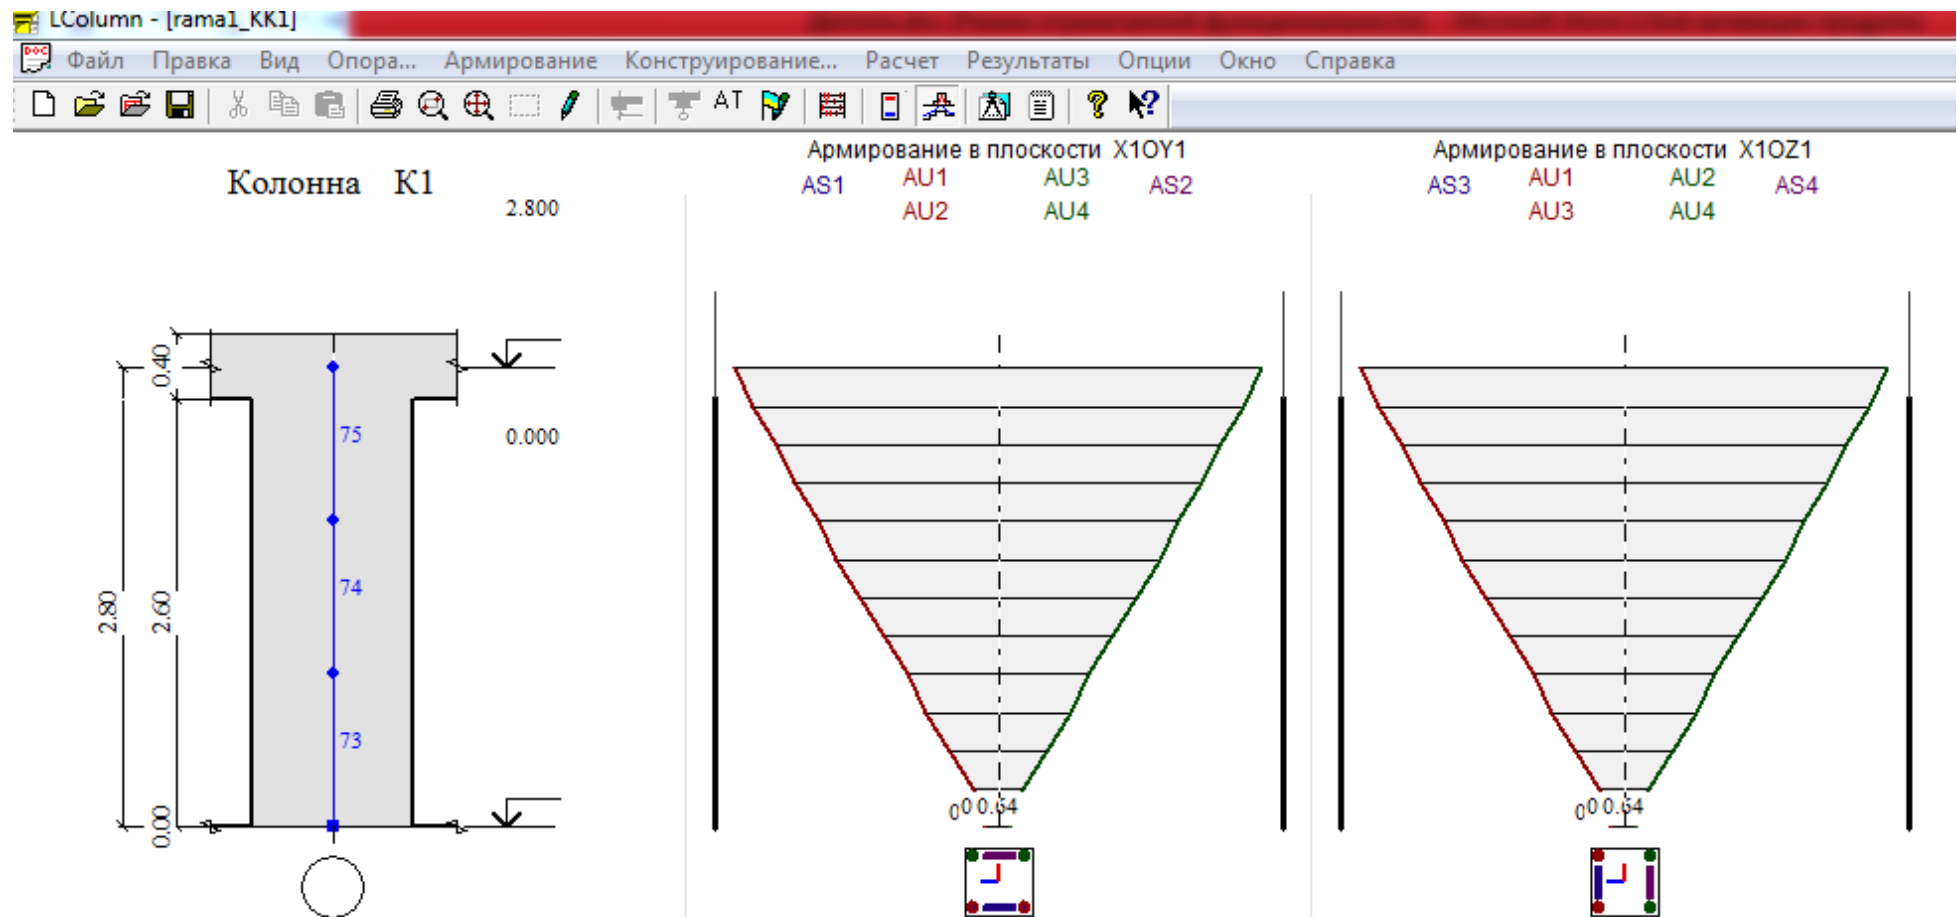 LColumn - [rama1_KK1]
Файл Правка Вид Опора... Армирование Конструирование... Расчет Результаты Опции Окно Справка
AT
Колонна К1
2.800
0.40
75
0.000
74
2.80
2.60
73
0.00
Армирование в плоскости X1OY1
AS1 AU1 AU3 AS2
AU2 AU4
0 0 0.64
Армирование в плоскости X1OZ1
AS3 AU1 AU2 AS4
AU3 AU4
0 0 0.64